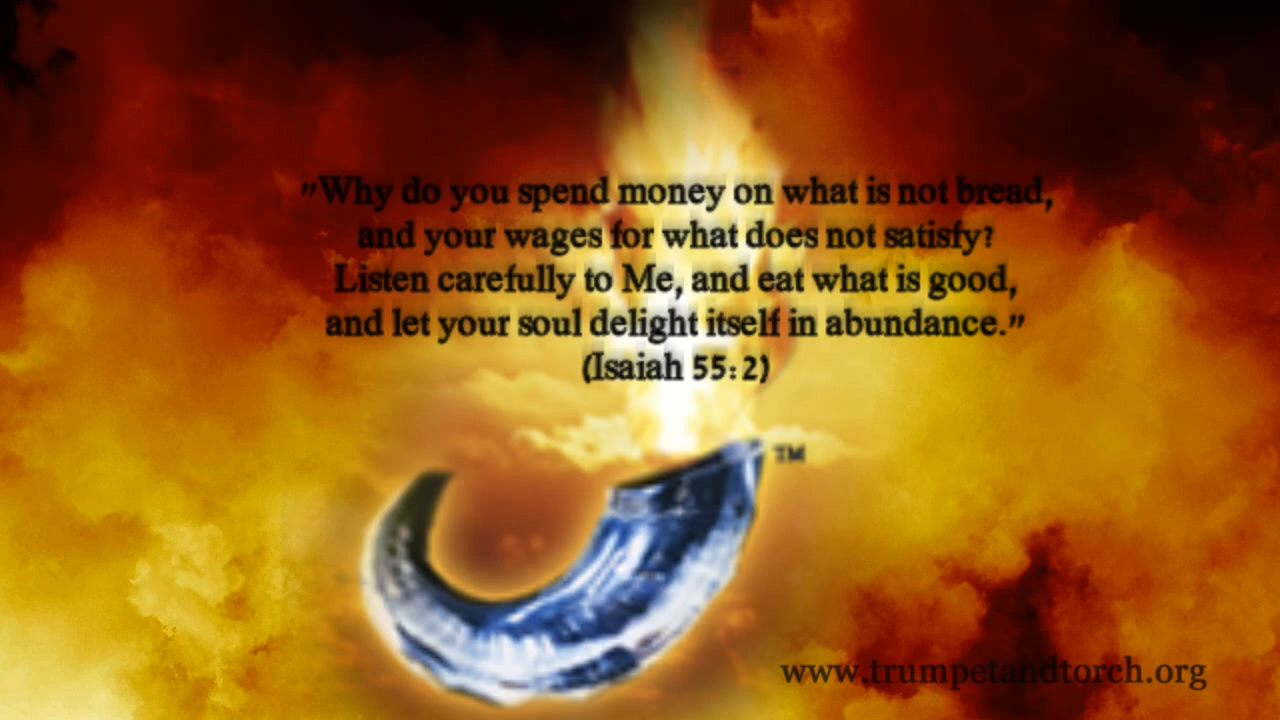 "Why do you spend money on what is not bread,
and your wages for what does not satisfy?
Listen carefully to Me, and eat what is good,
and let your soul delight itself in abundance."
(Isaiah 55:2)
TM
www.trumpetandtorch.org